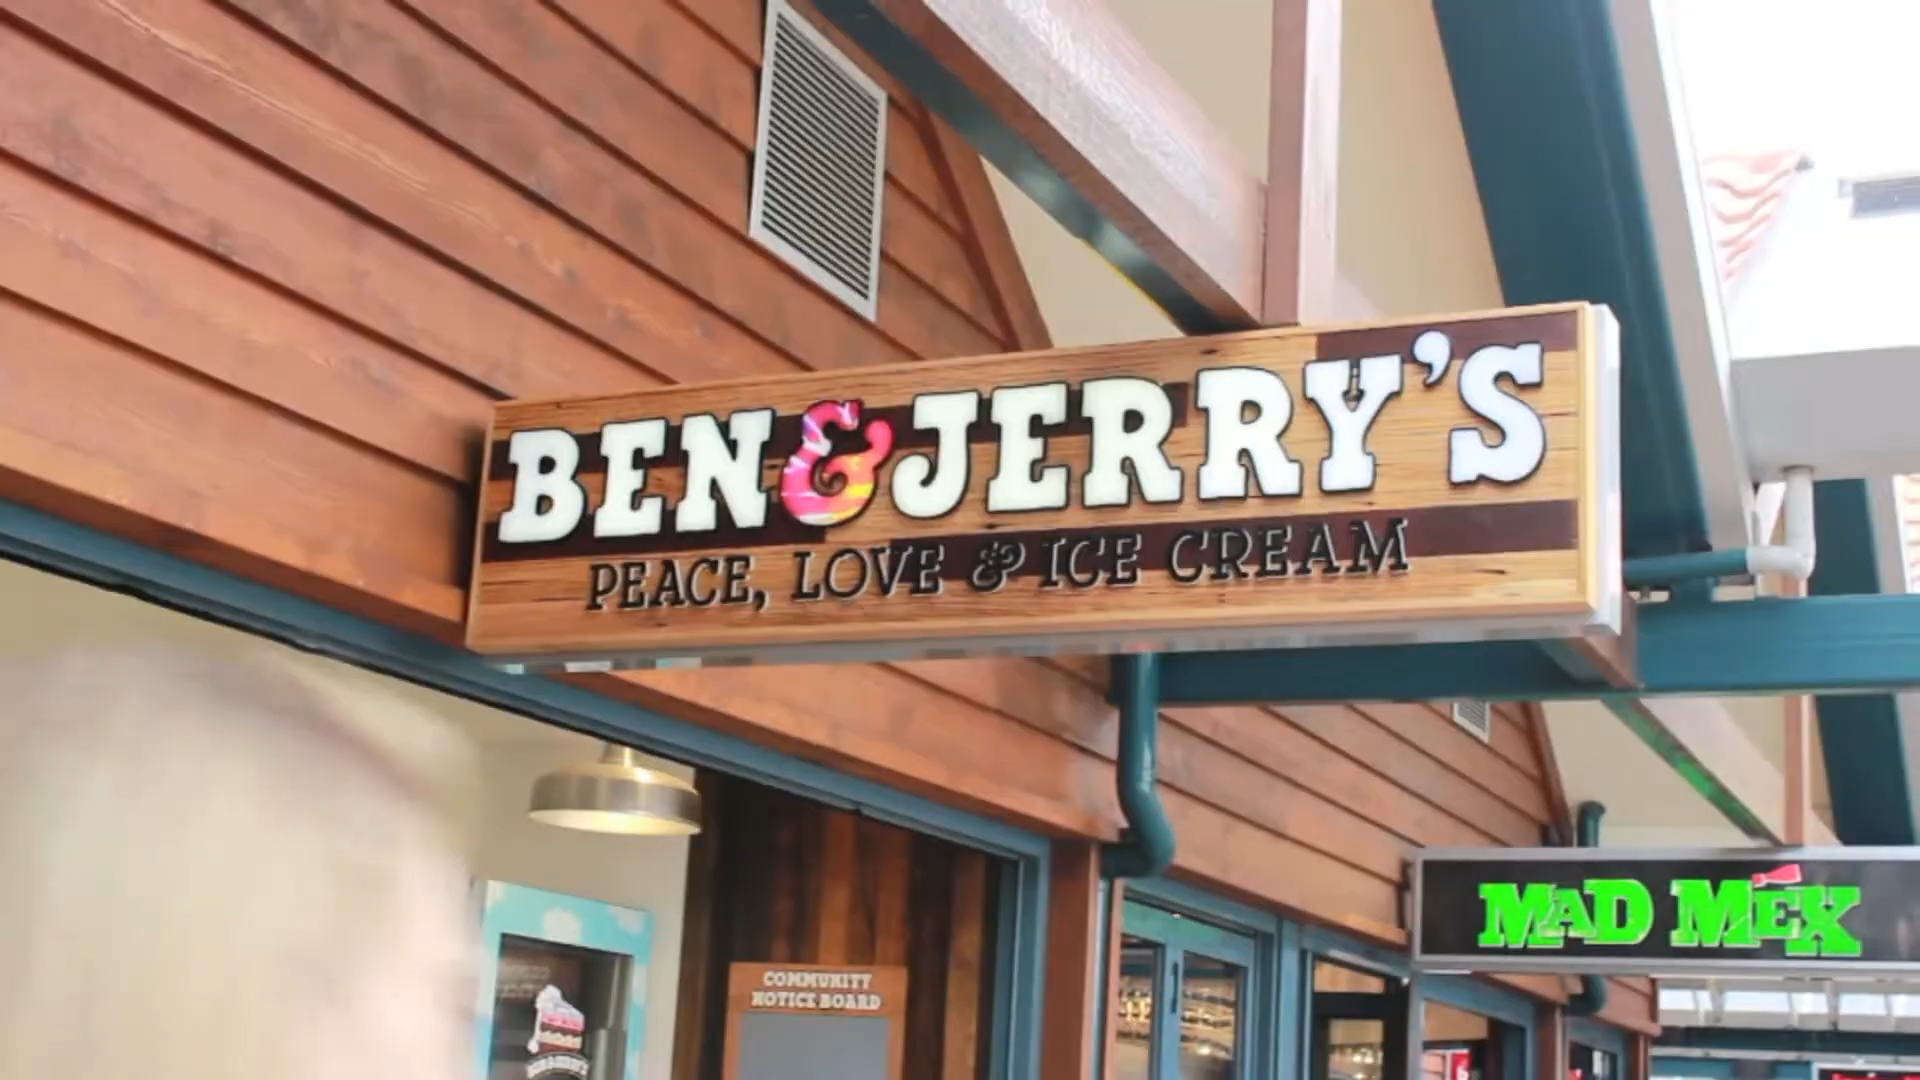 BEN & JERRY'S
PEACE, LOVE & ICE CREAM
MAD MEX
COMMUNITY
NOTICE BOARD